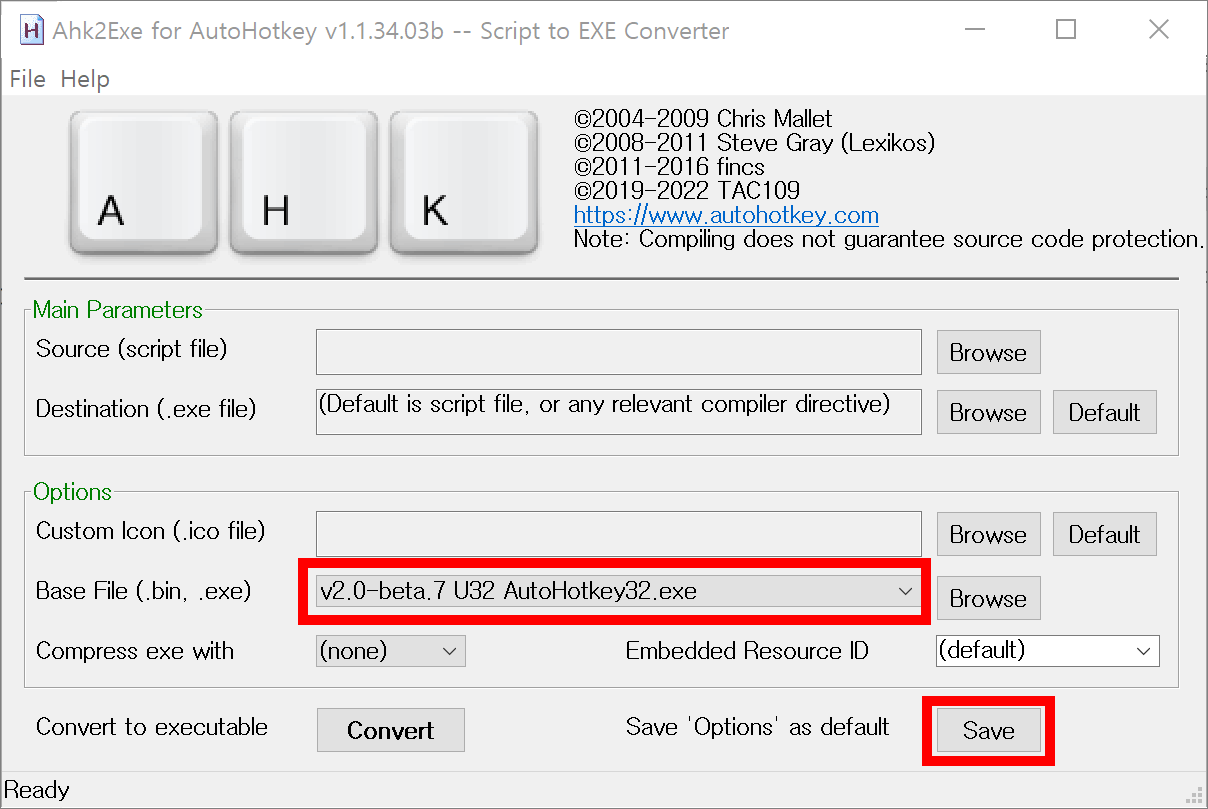 Ahk2Exe for AutoHotkey v1.1.34.03b -- Script to EXE Converter
File Help
A H K
©2004-2009 Chris Mallet
©2008-2011 Steve Gray (Lexikos)
©2011-2016 fincs
©2019-2022 TAC109
https://www.autohotkey.com
Note: Compiling does not guarantee source code protection.
Main Parameters
Source (script file) Browse
Destination (.exe file) (Default is script file, or any relevant compiler directive) Browse Default
Options
Custom Icon (.ico file) Browse Default
Base File (.bin, .exe) v2.0-beta.7 U32 AutoHotkey32.exe Browse
Compress exe with (none) Embedded Resource ID (default)
Convert to executable Convert Save 'Options' as default Save
Ready